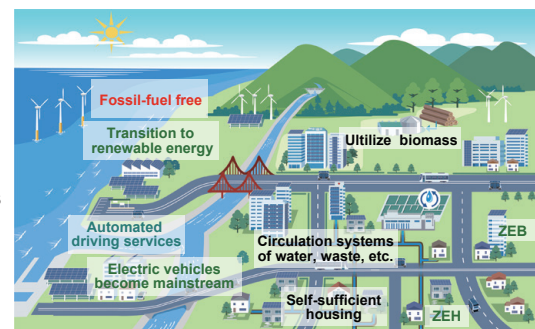 Fossil-fuel free
Transition to
renewable energy
Ultilize biomass
Automated
driving services
Circulation systems
of water, waste, etc.
ZEB
Electric vehicles
become mainstream
Self-sufficient
housing
ZEH